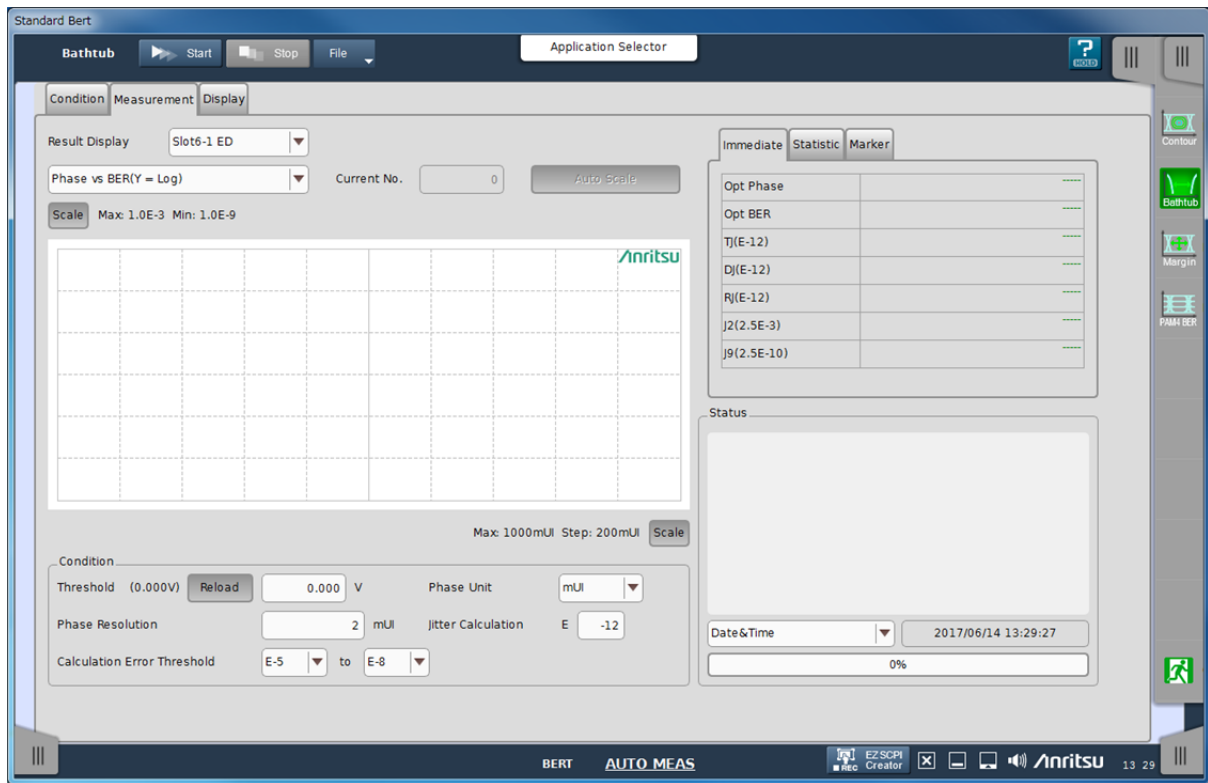 Standard Bert
Bathtub Start Stop File Application Selector ? HOLD
Condition Measurement Display
Result Display Slot6-1 ED
Phase vs BER(Y = Log) Current No. 0 Auto Scale
Scale Max: 1.0E-3 Min: 1.0E-9
Anritsu
Max: 1000mUI Step: 200mUI Scale
Condition
Threshold (0.000V) Reload 0.000 V Phase Unit mUI
Phase Resolution 2 mUI Jitter Calculation E -12
Calculation Error Threshold E-5 to E-8
Immediate Statistic Marker
Opt Phase -----
Opt BER -----
TJ(E-12) -----
DJ(E-12) -----
RJ(E-12) -----
J2(2.5E-3) -----
J9(2.5E-10) -----
Status
Date&Time 2017/06/14 13:29:27
0%
Contour
Bathtub
Margin
PAM4 BER
BERT AUTO MEAS REC EZSCPI Creator Anritsu 13 29